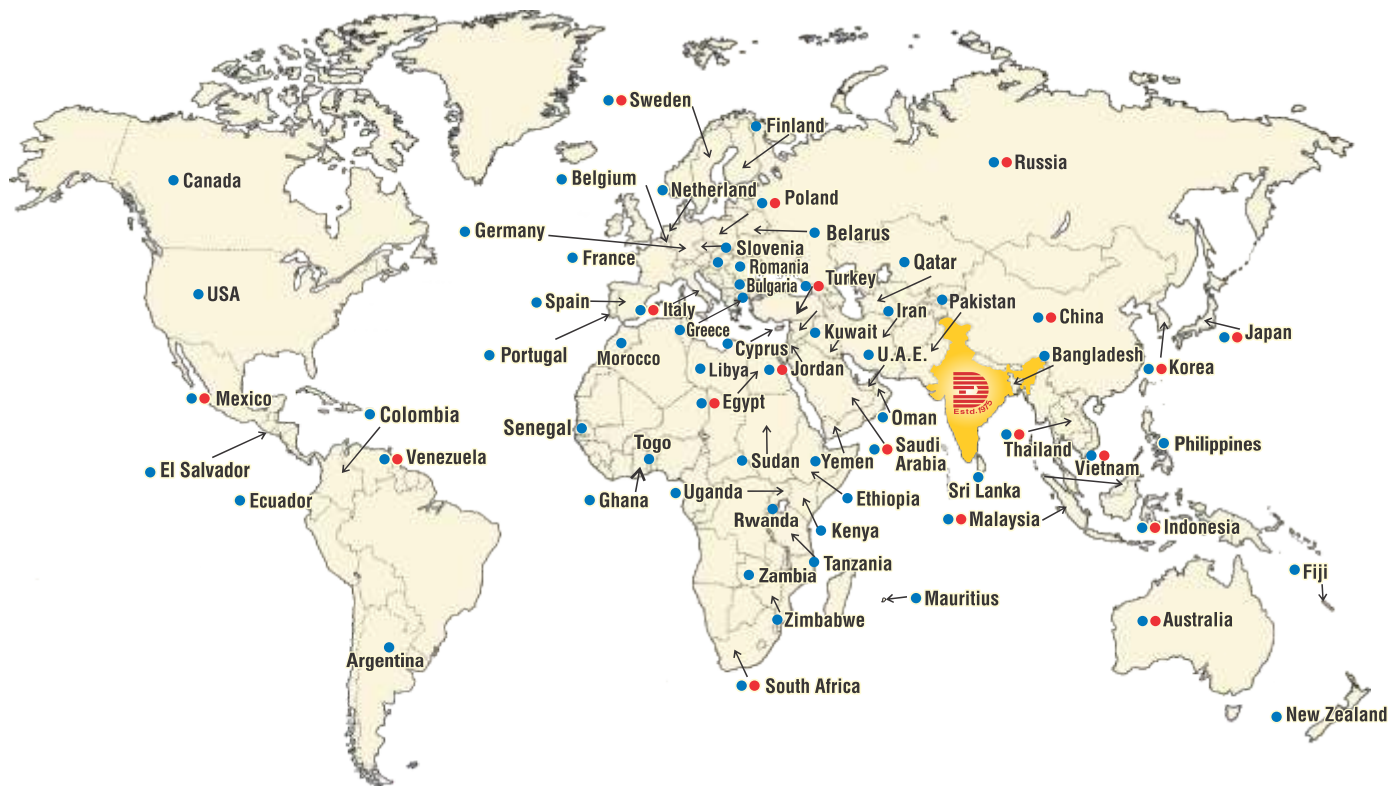 Sweden
Finland
Russia
Belgium
Canada
Netherland
Poland
Germany
Belarus
Slovenia
France
Qatar
Romania
Turkey
Bulgaria
USA
Spain
Pakistan
Italy
Iran
China
Greece
Kuwait
Japan
Morocco
Cyprus
Portugal
U.A.E.
Bangladesh
Libya
Jordan
Korea
Estd.1975
Mexico
Egypt
Colombia
Oman
Senegal
Togo
Saudi
Arabia
Thailand
Philippines
El Salvador
Venezuela
Sudan
Yemen
Vietnam
Ecuador
Ghana
Uganda
Ethiopia
Sri Lanka
Rwanda
Kenya
Malaysia
Indonesia
Tanzania
Zambia
Fiji
Mauritius
Zimbabwe
Australia
Argentina
South Africa
New Zealand